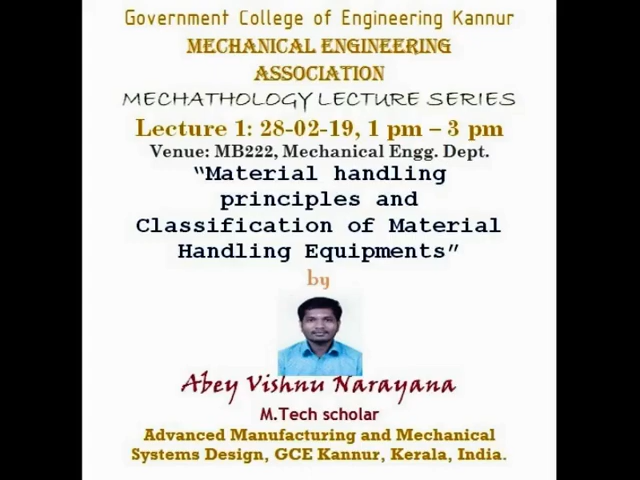 Government College of Engineering Kannur
MECHANICAL ENGINEERING
ASSOCIATION
MECHATHOLOGY LECTURE SERIES
Lecture 1: 28-02-19, 1 pm – 3 pm
Venue: MB222, Mechanical Engg. Dept.
“Material handling
principles and
Classification of Material
Handling Equipments”
by
Abey Vishnu Narayana
M.Tech scholar
Advanced Manufacturing and Mechanical
Systems Design, GCE Kannur, Kerala, India.